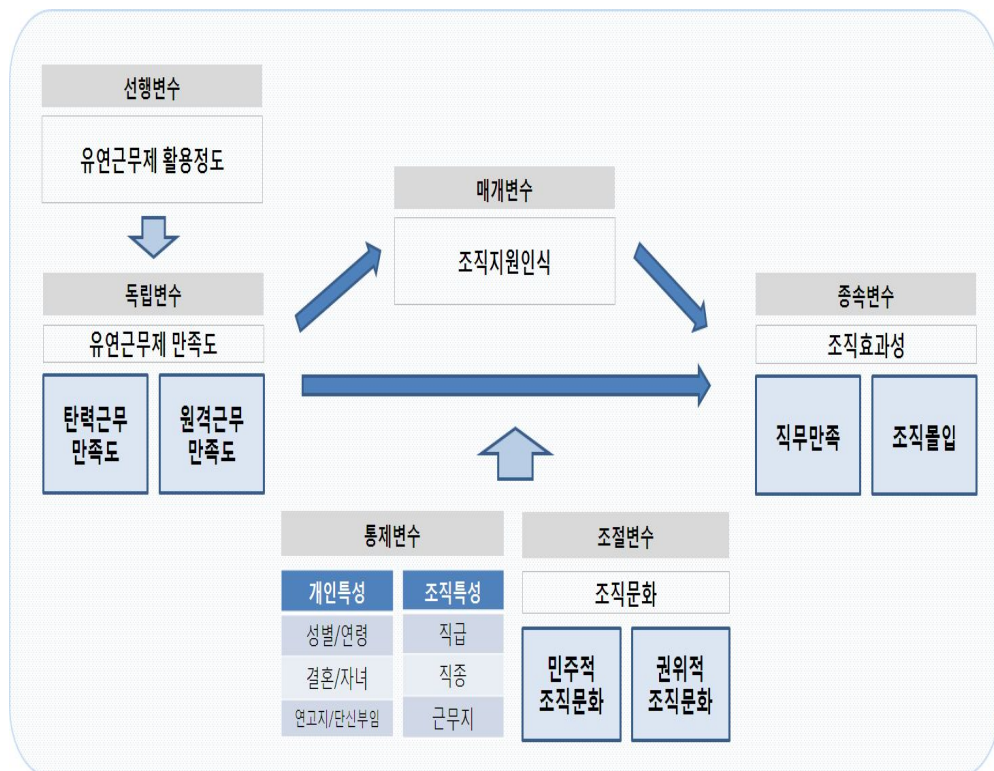 선행변수
유연근무제 활용정도
매개변수
조직지원인식
독립변수
유연근무제 만족도
탄력근무
만족도
원격근무
만족도
종속변수
조직효과성
직무만족
조직몰입
통제변수
개인특성
조직특성
성별/연령
직급
결혼/자녀
직종
연고지/단신부임
근무지
조절변수
조직문화
민주적
조직문화
권위적
조직문화